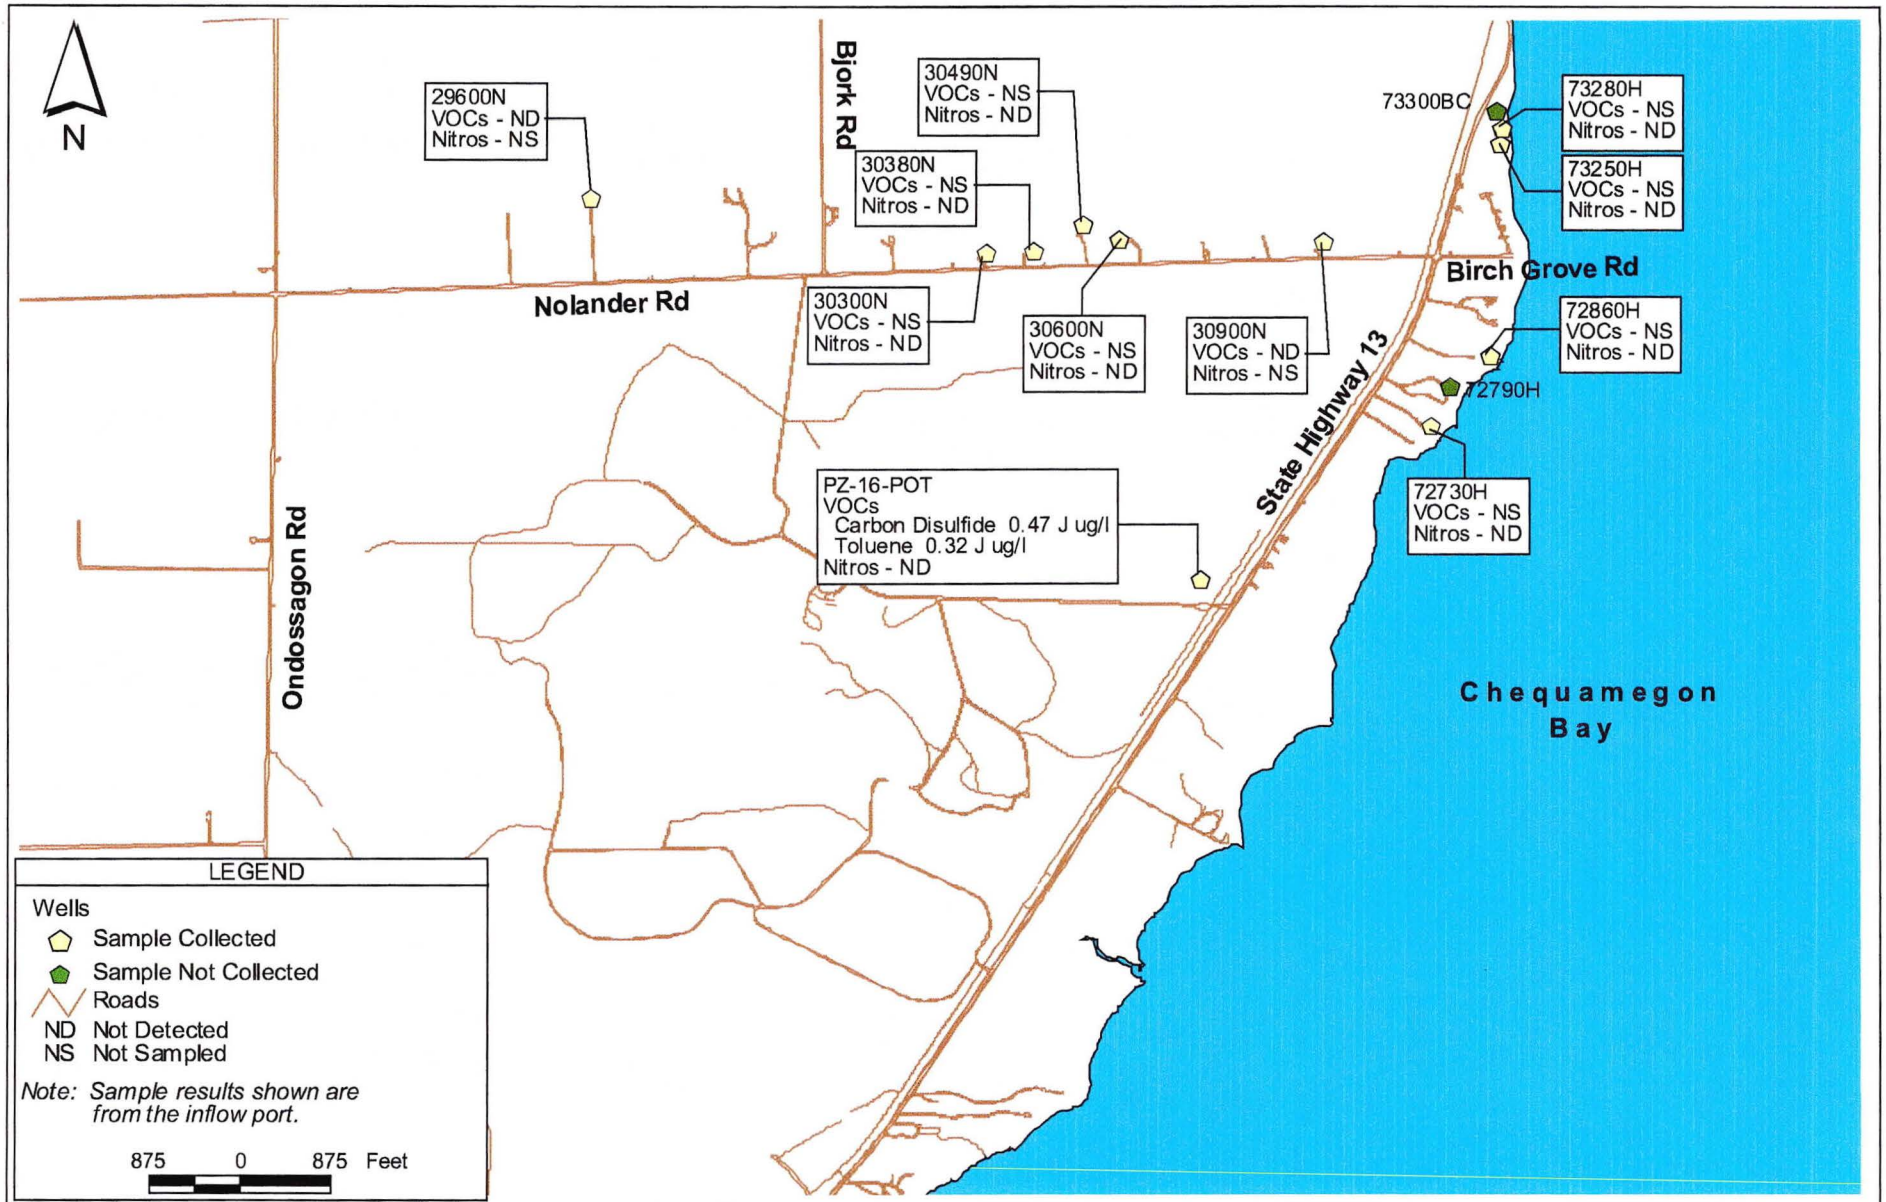 N
29600N
VOCs - ND
Nitros - NS
Bjork Rd
30490N
VOCs - NS
Nitros - ND
30380N
VOCs - NS
Nitros - ND
73300BC
73280H
VOCs - NS
Nitros - ND
73250H
VOCs - NS
Nitros - ND
Birch Grove Rd
Nolander Rd
30300N
VOCs - NS
Nitros - ND
30600N
VOCs - NS
Nitros - ND
30900N
VOCs - ND
Nitros - NS
72860H
VOCs - NS
Nitros - ND
72790H
State Highway 13
72730H
VOCs - NS
Nitros - ND
PZ-16-POT
VOCs
Carbon Disulfide 0.47 J ug/l
Toluene 0.32 J ug/l
Nitros - ND
Ondossagon Rd
Chequamegon
Bay
LEGEND
Wells
Sample Collected
Sample Not Collected
Roads
ND Not Detected
NS Not Sampled
Note: Sample results shown are
from the inflow port.
875 0 875 Feet